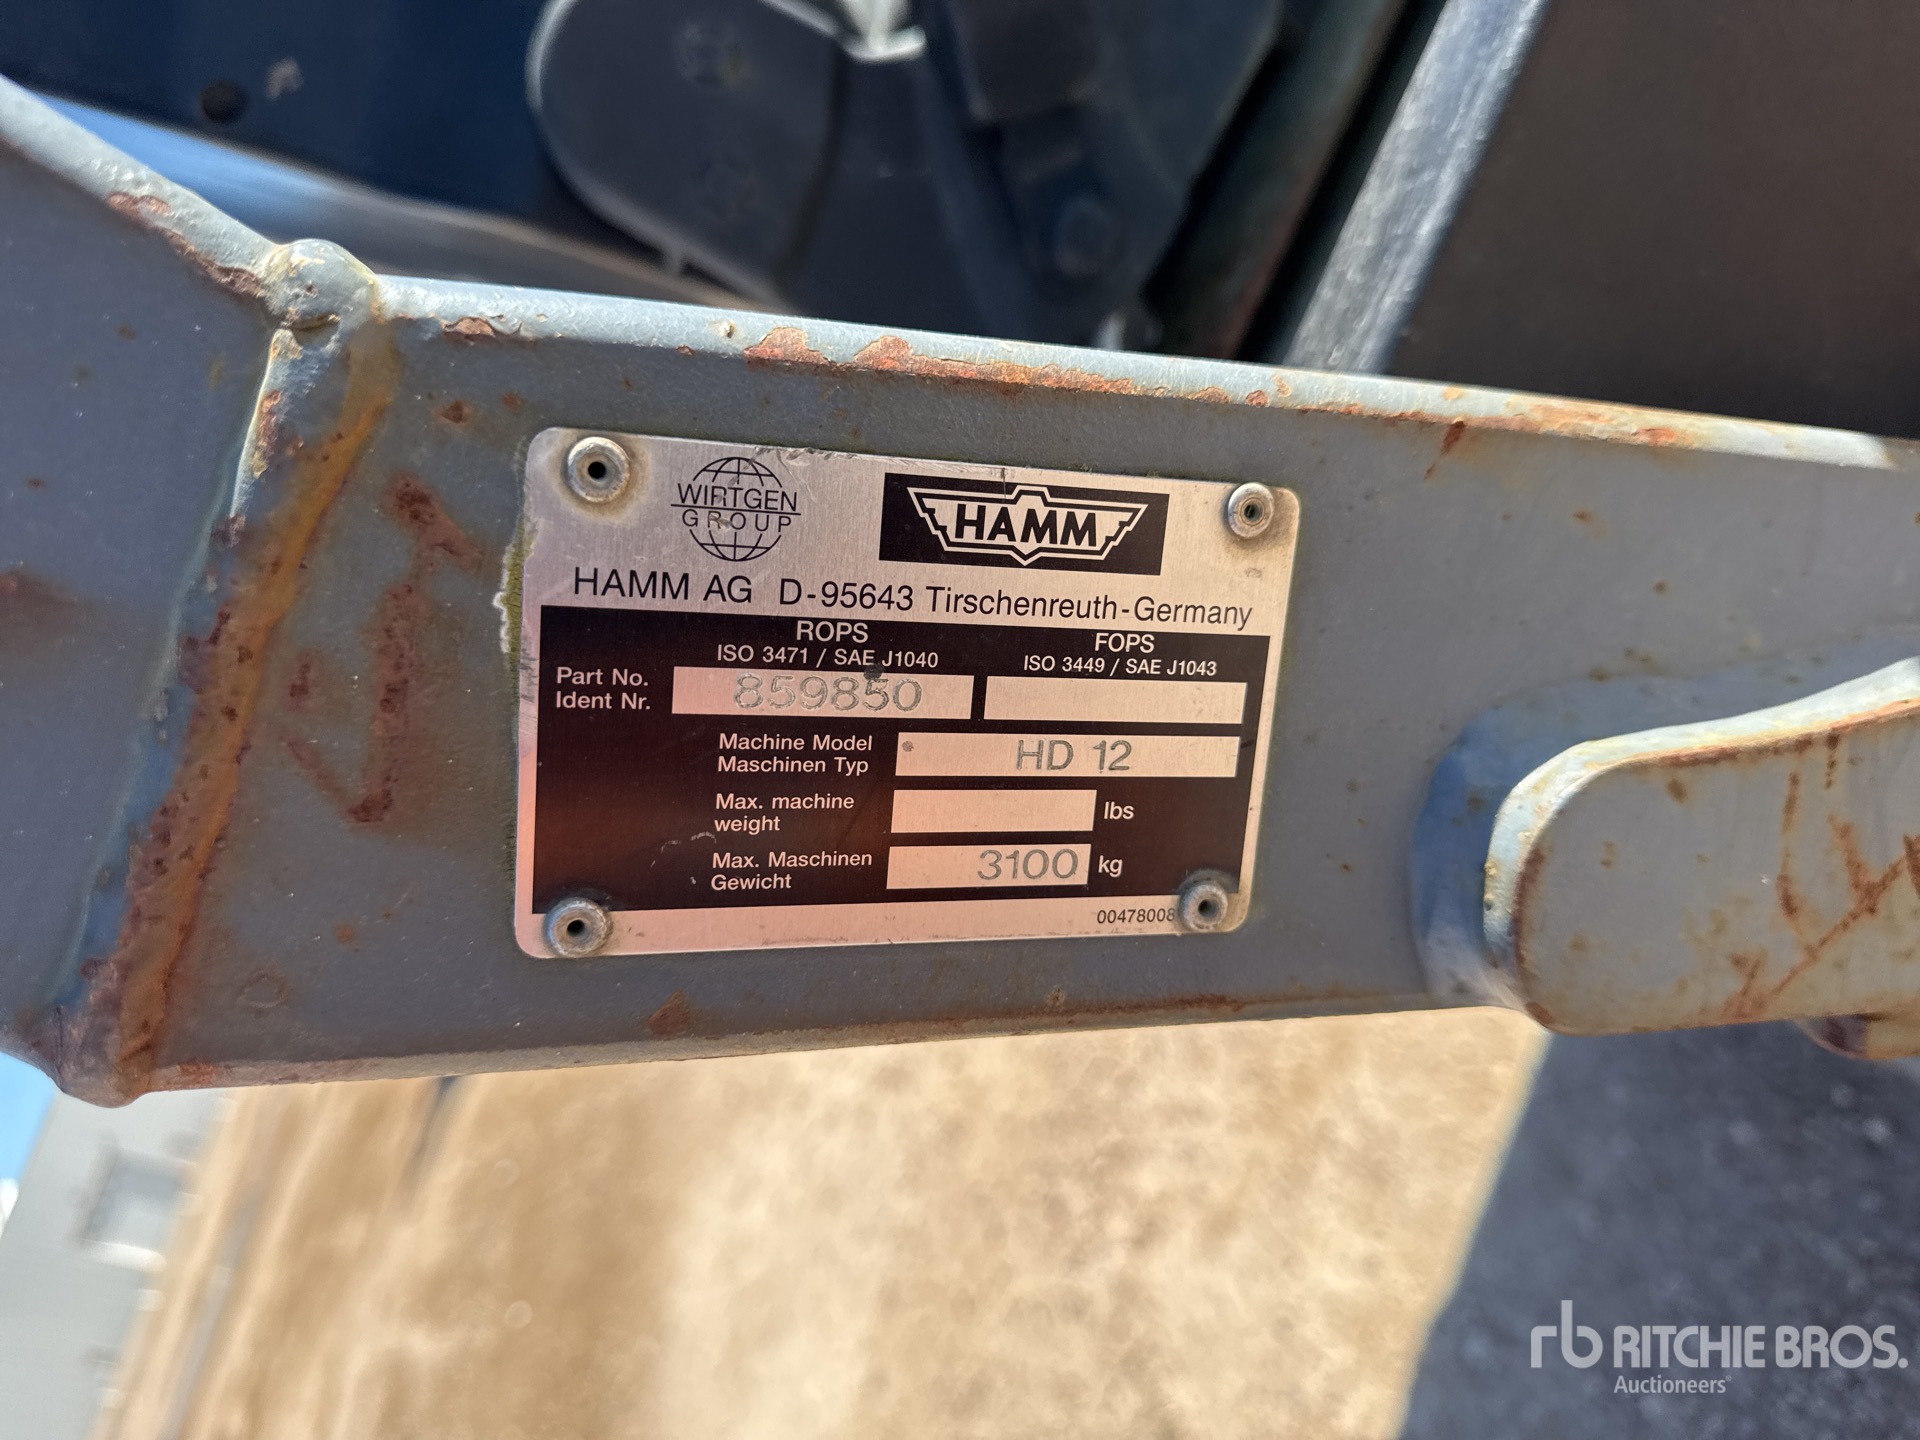 WIRTGEN
GROUP
HAMM
HAMM AG D-95643 Tirschenreuth-Germany
ROPS
ISO 3471 / SAE J1040
FOPS
ISO 3449 / SAE J1043
Part No.
Ident Nr.
859850
Machine Model
Maschinen Typ
HD 12
Max. machine
weight
lbs
Max. Maschinen
Gewicht
3100 kg
00478008
rb RITCHIE BROS.
Auctioneers